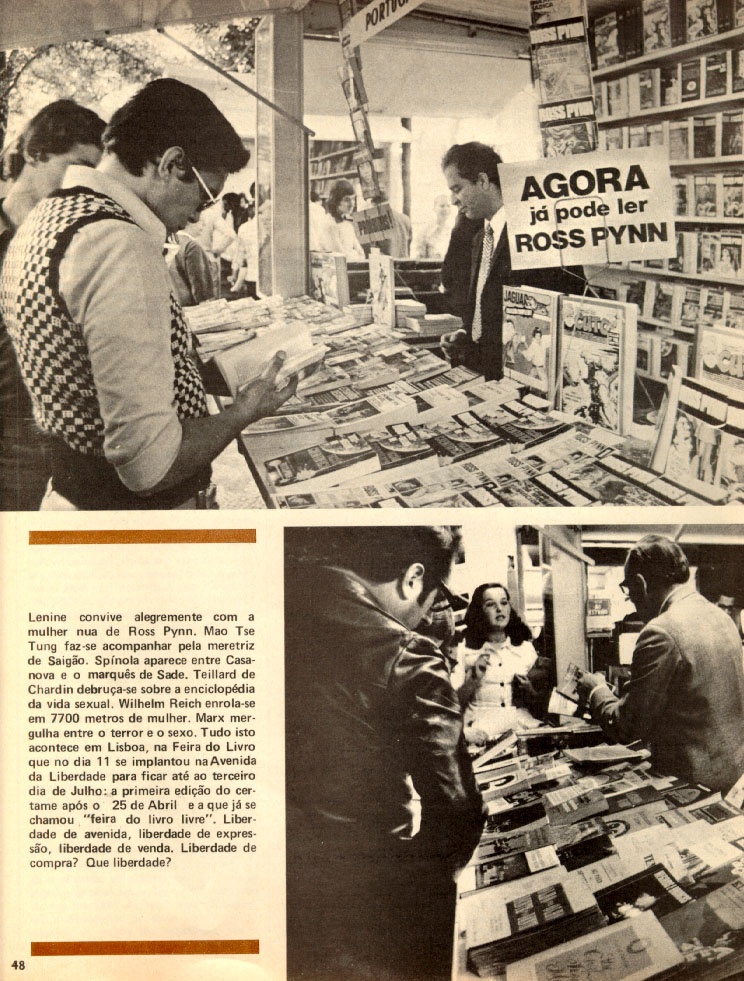 PORTUG
AGORA
já pode ler
ROSS PYNN
JAGUAR
ROSS PYNN
Lenine convive alegremente com a
mulher nua de Ross Pynn. Mao Tse
Tung faz-se acompanhar pela meretriz
de Saigão. Spínola aparece entre Casa-
nova e o marquês de Sade. Teillard de
Chardin debruça-se sobre a enciclopédia
da vida sexual. Wilhelm Reich enrola-se
em 7700 metros de mulher. Marx mer-
gulha entre o terror e o sexo. Tudo isto
acontece em Lisboa, na Feira do Livro
que no dia 11 se implantou na Avenida
da Liberdade para ficar até ao terceiro
dia de Julho: a primeira edição do cer-
tame após o 25 de Abril e a que já se
chamou "feira do livro livre". Liber-
dade de avenida, liberdade de expres-
são, liberdade de venda. Liberdade de
compra? Que liberdade?
48